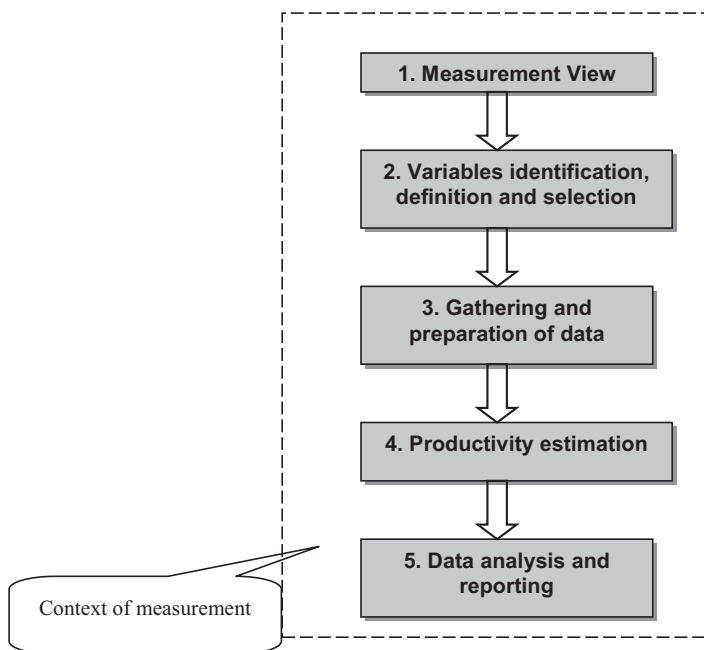 1. Measurement View
2. Variables identification,
definition and selection
3. Gathering and
preparation of data
4. Productivity estimation
5. Data analysis and
reporting
Context of measurement